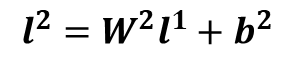 l² = W²l¹ + b²